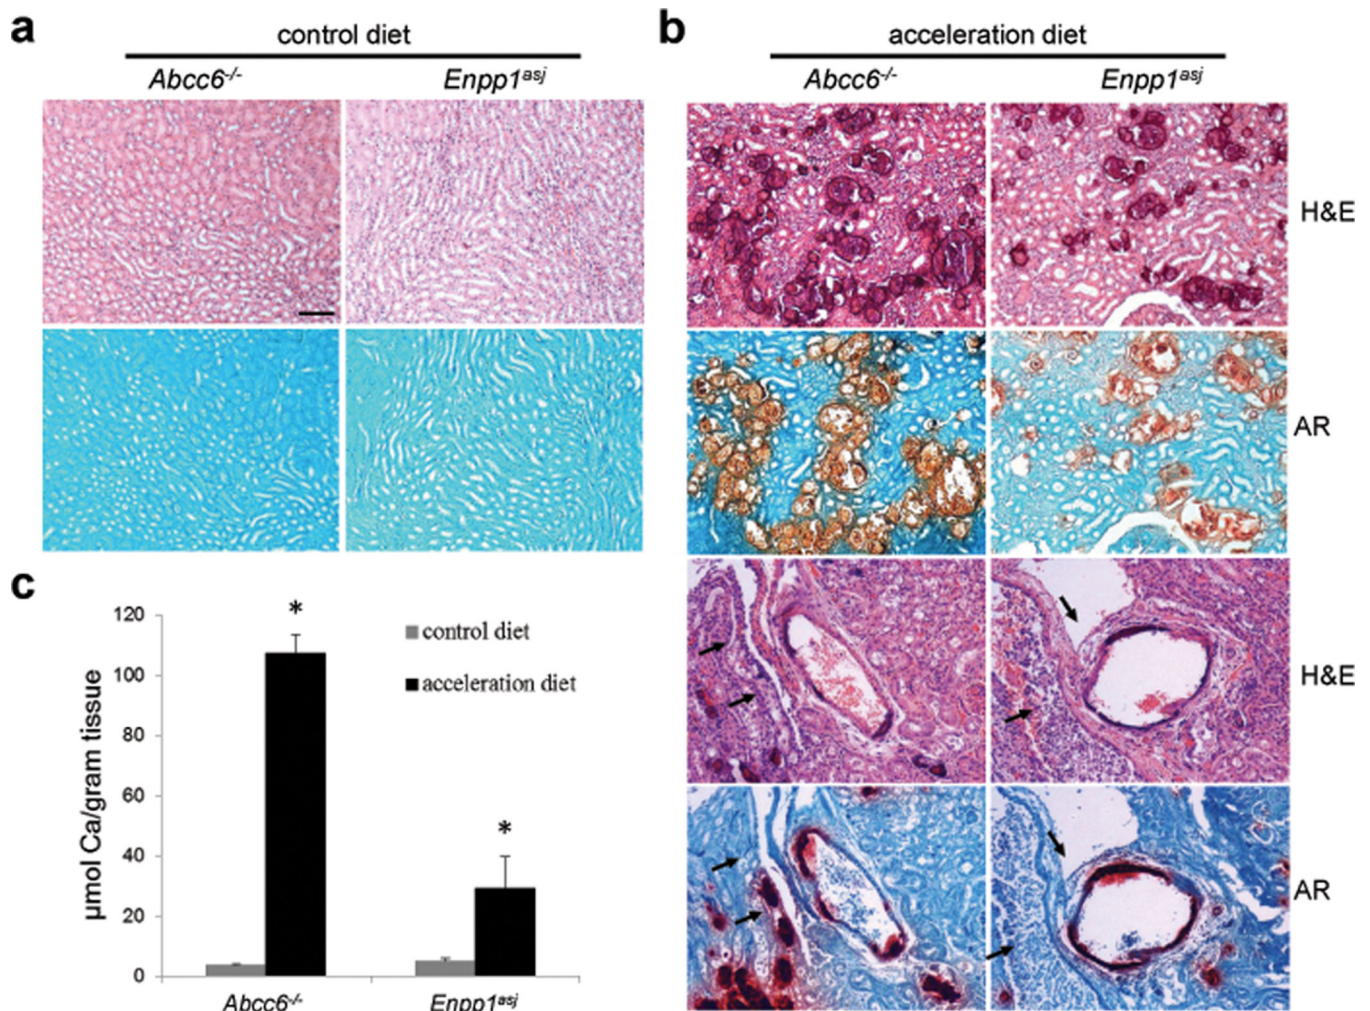 a
control diet
Abcc6-/-
Enpp1asj
b
acceleration diet
Abcc6-/-
Enpp1asj
H&E
AR
H&E
AR
c
120
100
80
60
40
20
0
µmol Ca/gram tissue
*
*
control diet
acceleration diet
Abcc6-/-
Enpp1asj